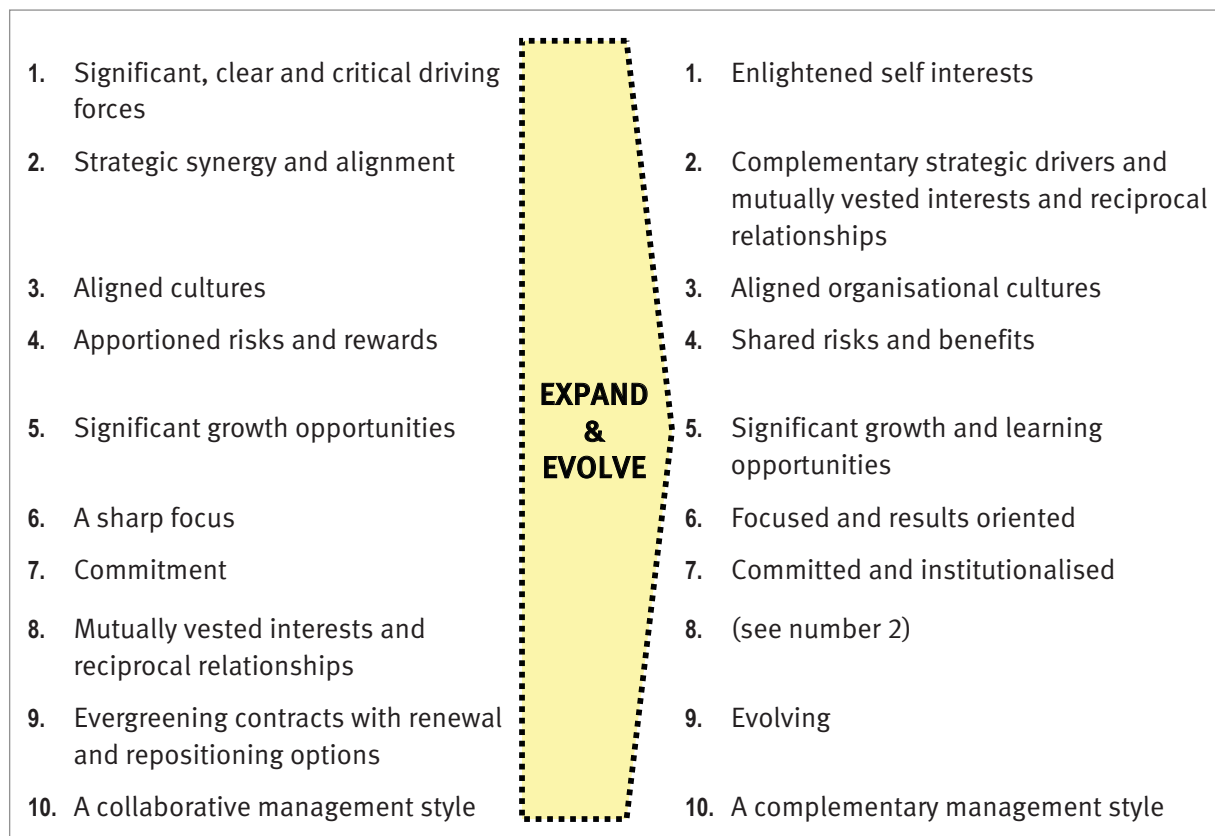 1. Significant, clear and critical driving
forces
2. Strategic synergy and alignment
3. Aligned cultures
4. Apportioned risks and rewards
5. Significant growth opportunities
6. A sharp focus
7. Commitment
8. Mutually vested interests and
reciprocal relationships
9. Evergreening contracts with renewal
and repositioning options
10. A collaborative management style
EXPAND
&
EVOLVE
1. Enlightened self interests
2. Complementary strategic drivers and
mutually vested interests and reciprocal
relationships
3. Aligned organisational cultures
4. Shared risks and benefits
5. Significant growth and learning
opportunities
6. Focused and results oriented
7. Committed and institutionalised
8. (see number 2)
9. Evolving
10. A complementary management style